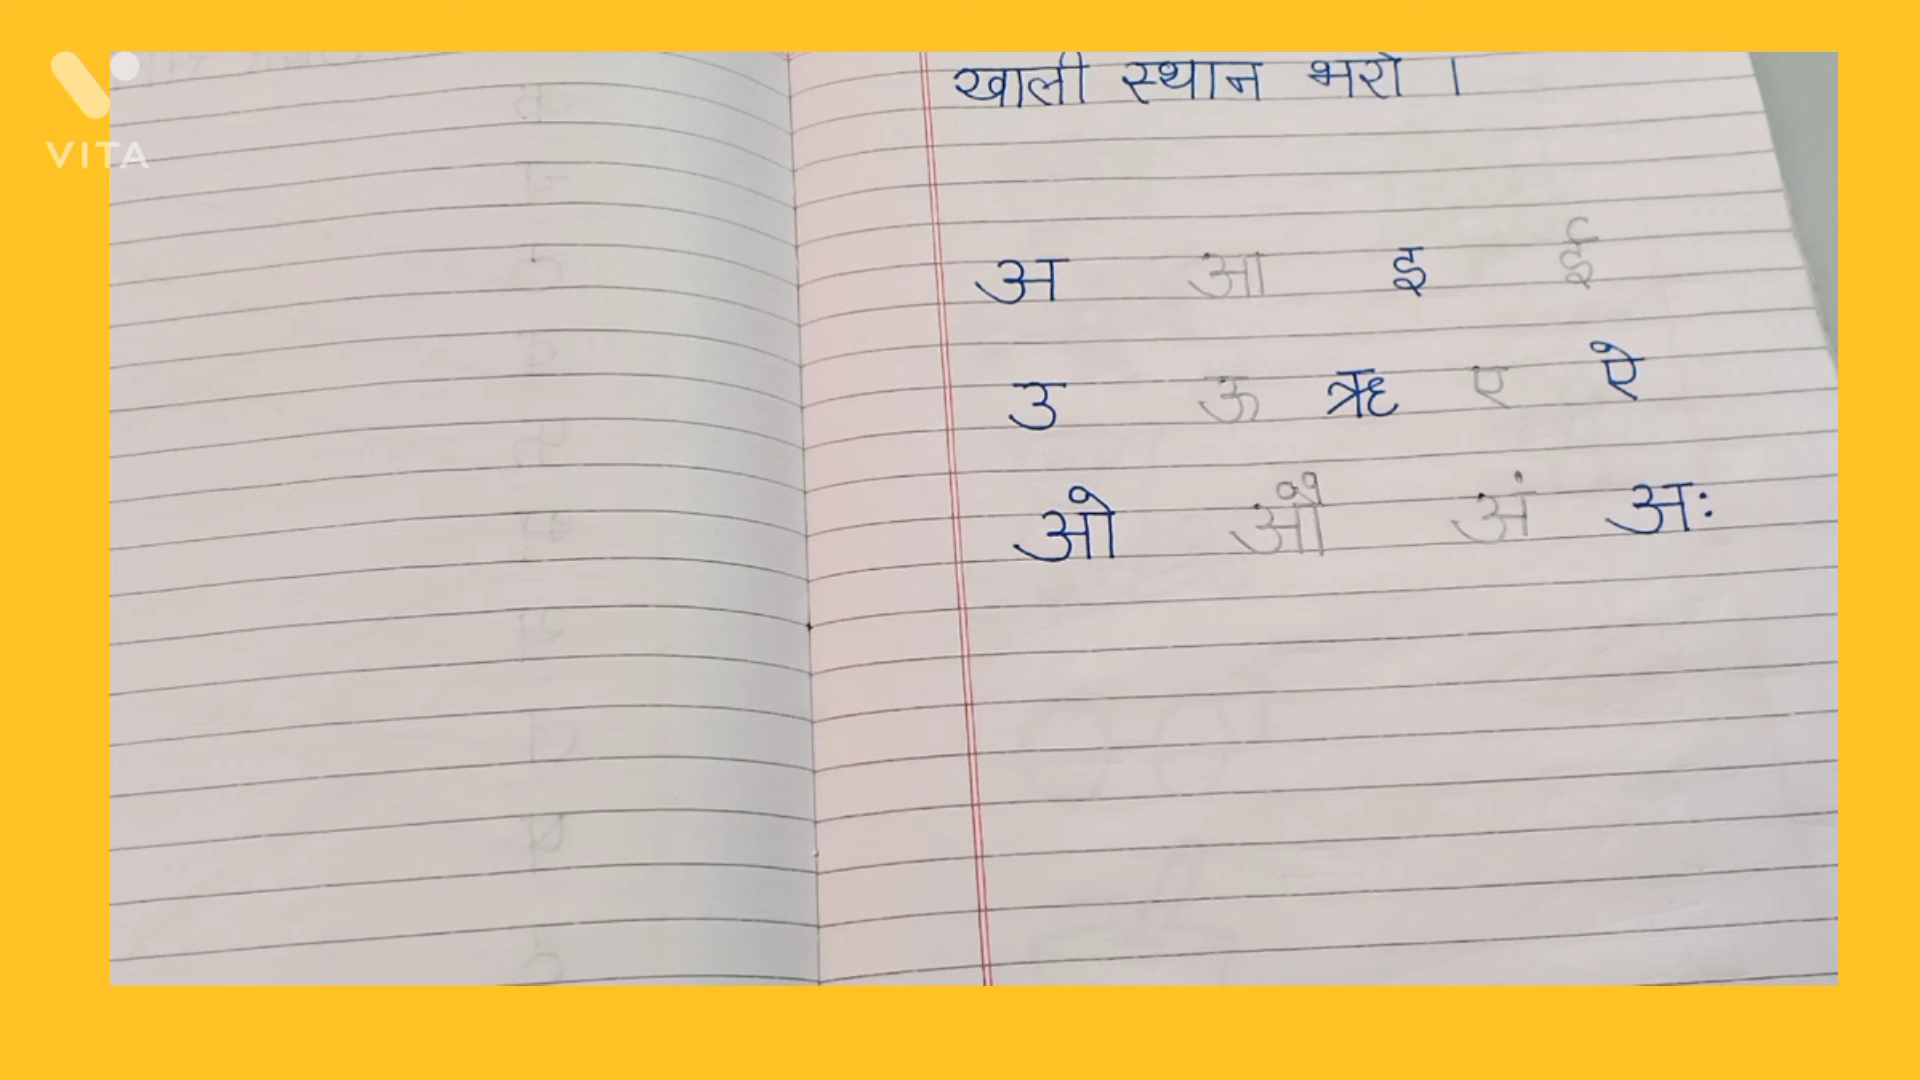 VITA
खाली स्थान भरो ।
अ आ इ ई
उ ऊ ऋ ए ऐ
ओ औ अं अः